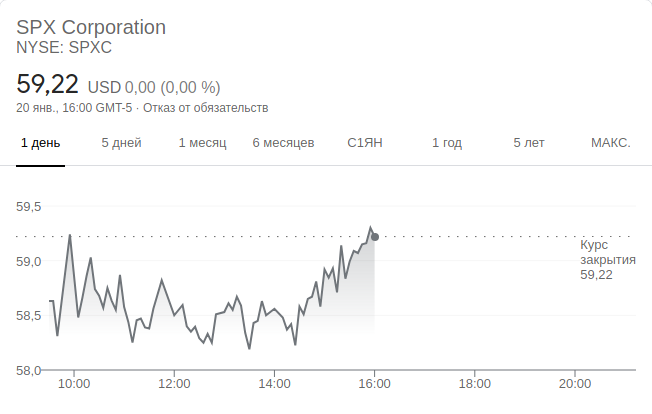 SPX Corporation
NYSE: SPXC
59,22 USD 0,00 (0,00 %)
20 янв., 16:00 GMT-5 · Отказ от обязательств
1 день 5 дней 1 месяц 6 месяцев С1ЯН 1 год 5 лет МАКС.
59,5
Курс
закрытия
59,22
59,0
58,5
58,0
10:00 12:00 14:00 16:00 18:00 20:00